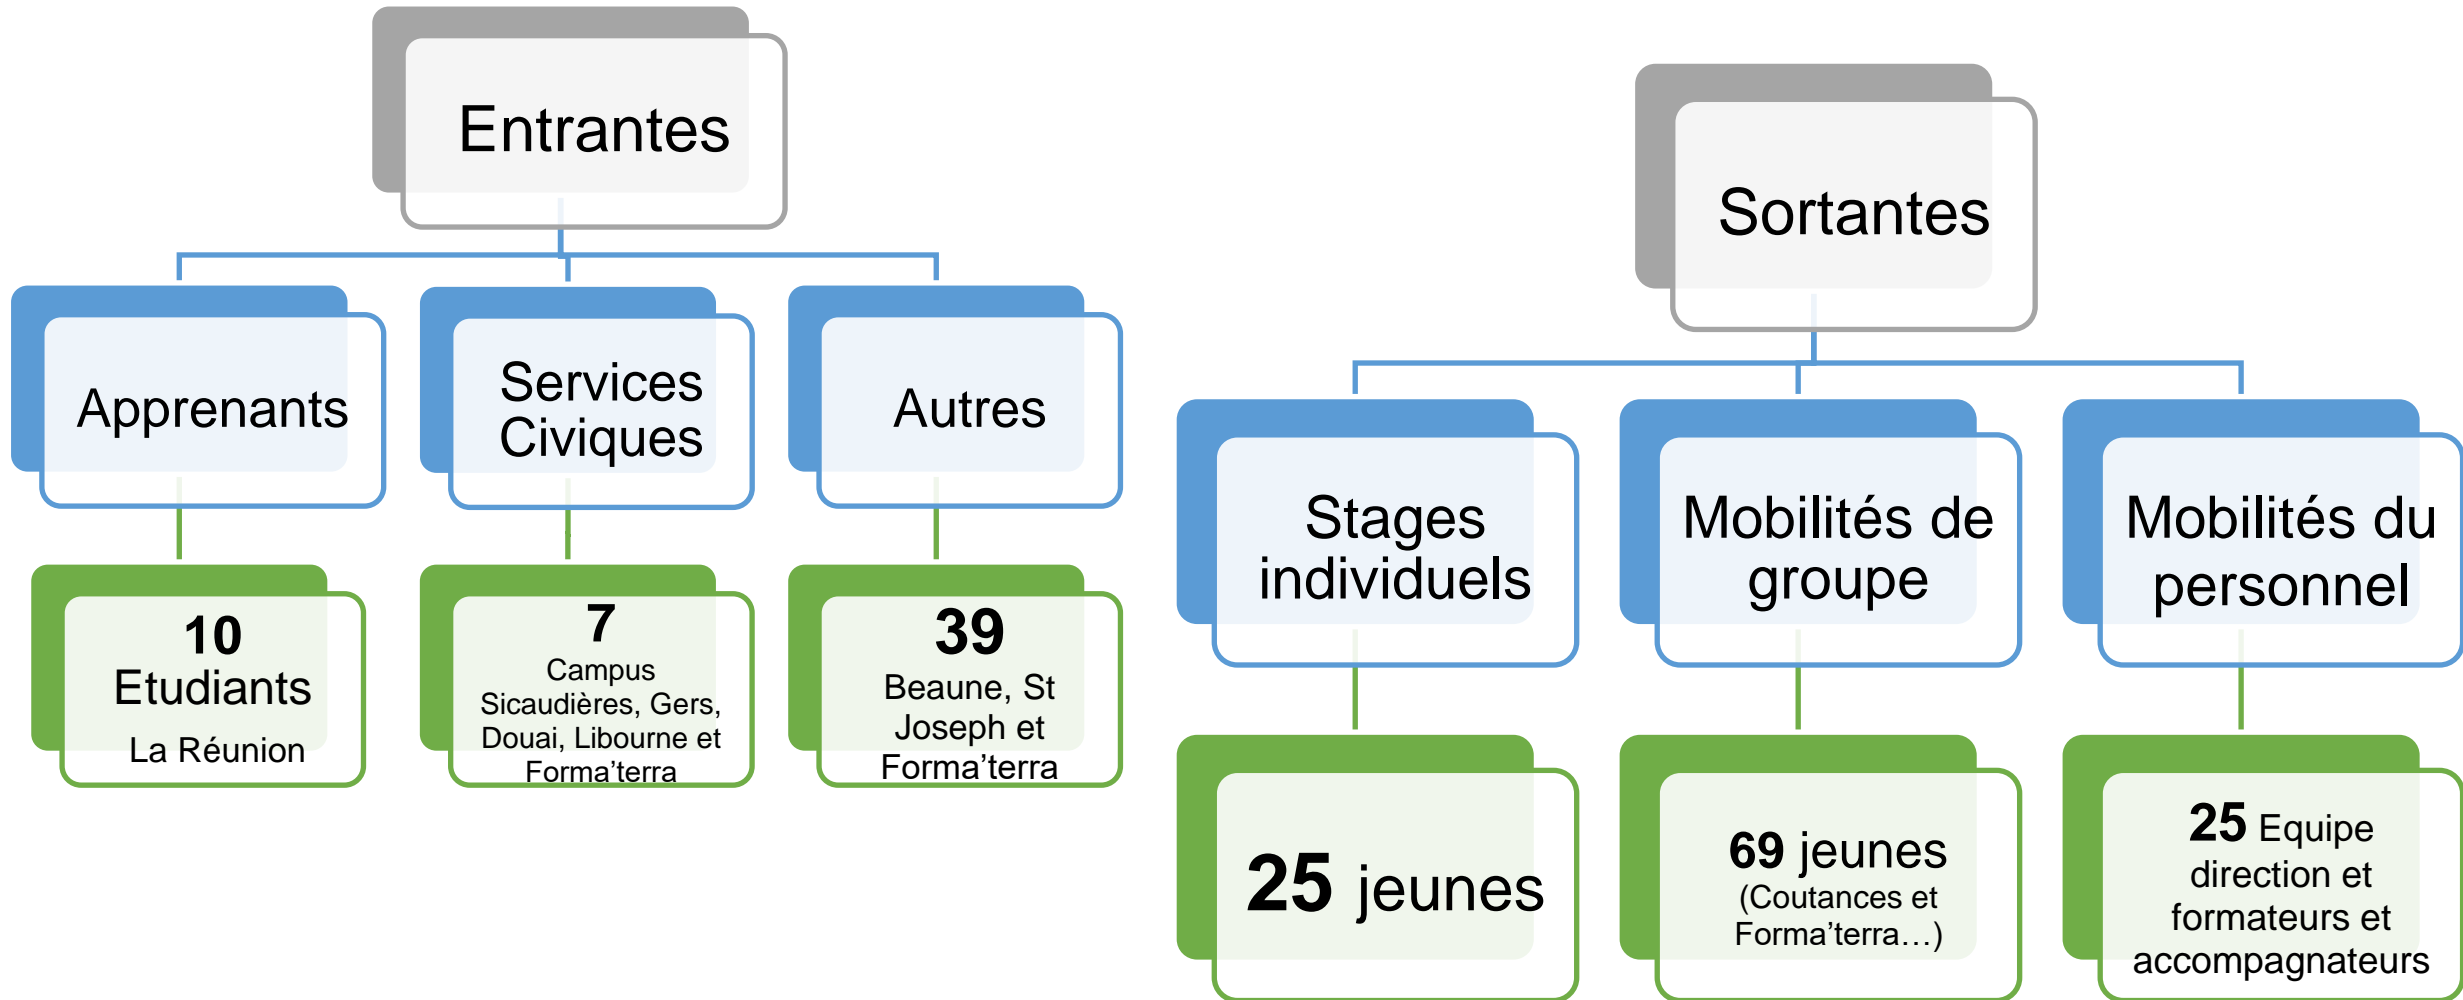 Entrantes
Apprenants
Services
Civiques
Autres
10
Etudiants
La Réunion
7
Campus
Sicaudières, Gers,
Douai, Libourne et
Forma’terra
39
Beaune, St
Joseph et
Forma’terra
Sortantes
Stages
individuels
Mobilités de
groupe
Mobilités du
personnel
25 jeunes
69 jeunes
(Coutances et
Forma’terra…)
25 Equipe
direction et
formateurs et
accompagnateurs